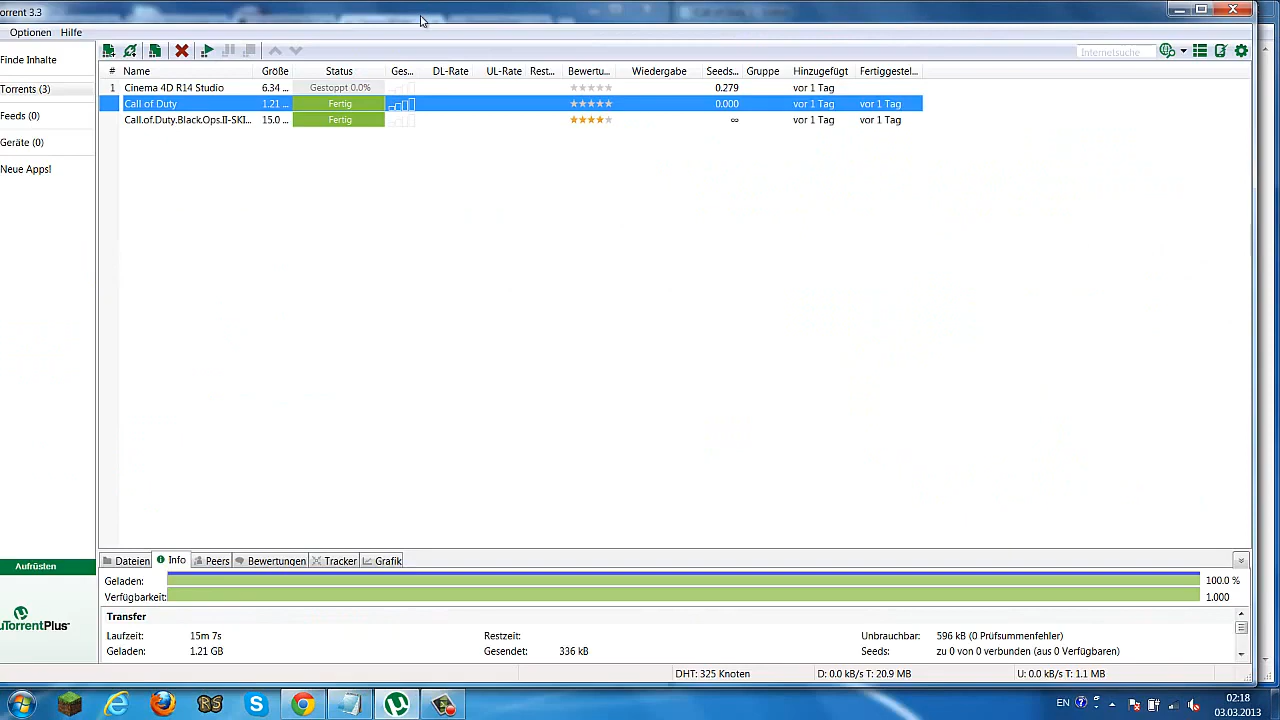 orrent 3.3
Optionen Hilfe
Finde Inhalte
Torrents (3)
Feeds (0)
Geräte (0)
Neue Apps!
Internetsuche
# Name Größe Status Ges... DL-Rate UL-Rate Rest... Bewertu... Wiedergabe Seeds... Gruppe Hinzugefügt Fertiggestel...
1 Cinema 4D R14 Studio 6.34 ... Gestoppt 0.0% 0.279 vor 1 Tag
Call of Duty 1.21 ... Fertig 0.000 vor 1 Tag vor 1 Tag
Call.of.Duty.Black.Ops.II-SKI... 15.0 ... Fertig ∞ vor 1 Tag vor 1 Tag
Aufrüsten
uTorrentPlus
Dateien Info Peers Bewertungen Tracker Grafik
Geladen: 100.0 %
Verfügbarkeit: 1.000
Transfer
Laufzeit: 15m 7s Restzeit: Unbrauchbar: 596 kB (0 Prüfsummenfehler)
Geladen: 1.21 GB Gesendet: 336 kB Seeds: zu 0 von 0 verbunden (aus 0 Verfügbaren)
DHT: 325 Knoten D: 0.0 kB/s T: 20.9 MB U: 0.0 kB/s T: 1.1 MB
EN 02:18
03.03.2013